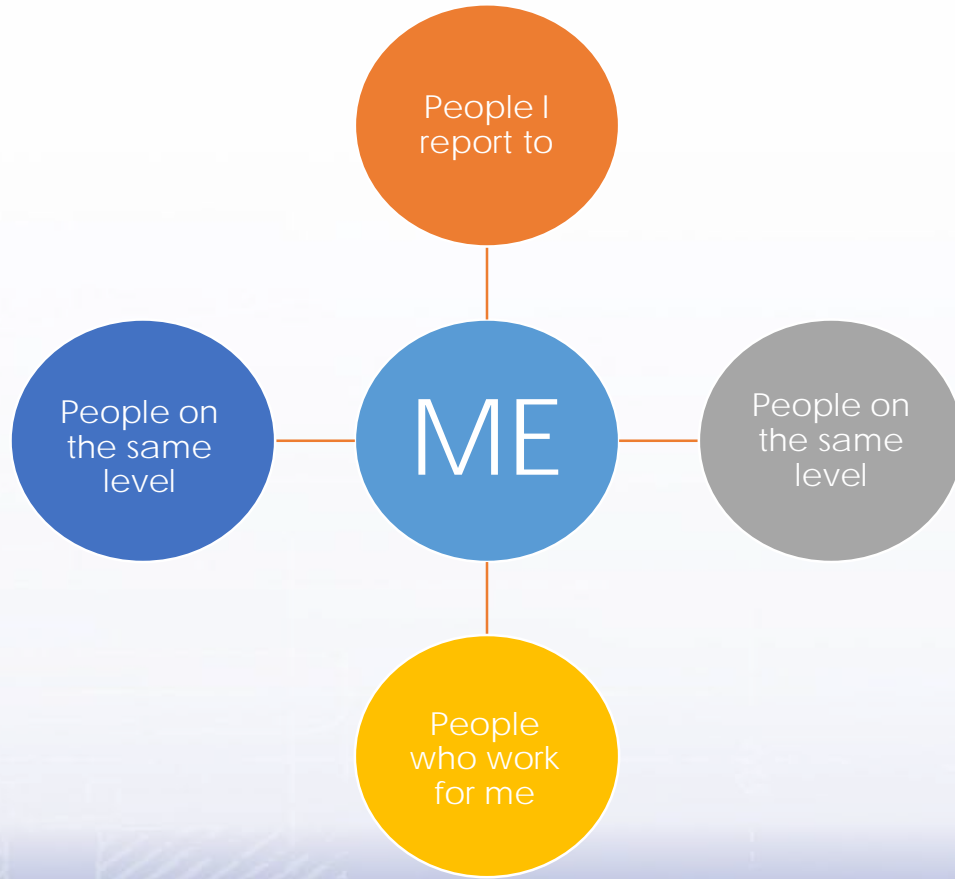 People I
report to
People on
the same
level
ME
People on
the same
level
People
who work
for me